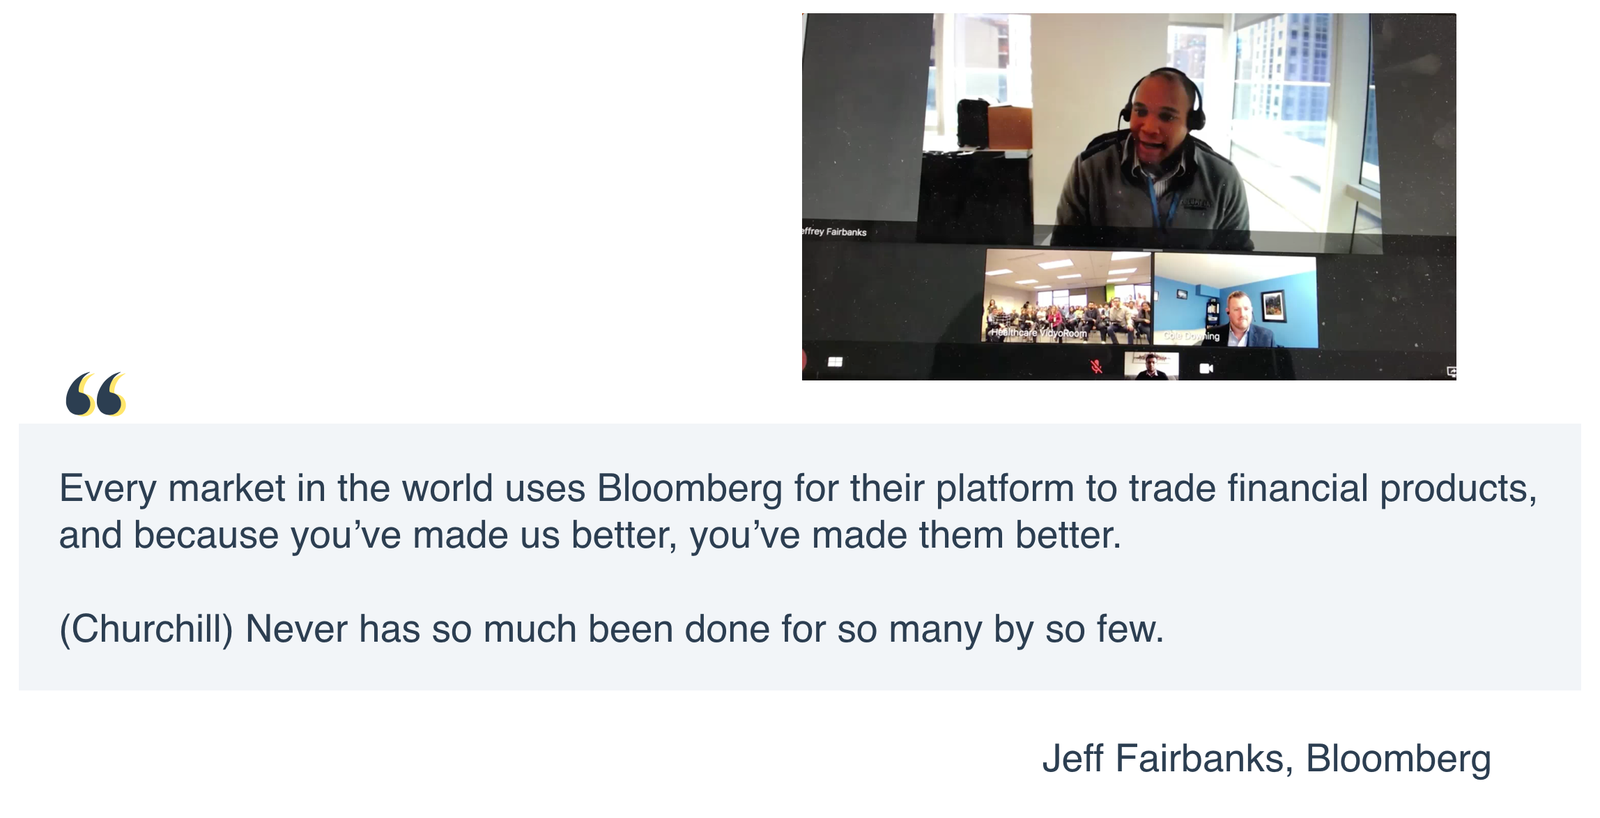 effrey Fairbanks
Healthcare VidyoRoom
Cole Downing
“
Every market in the world uses Bloomberg for their platform to trade financial products,
and because you’ve made us better, you’ve made them better.
(Churchill) Never has so much been done for so many by so few.
Jeff Fairbanks, Bloomberg